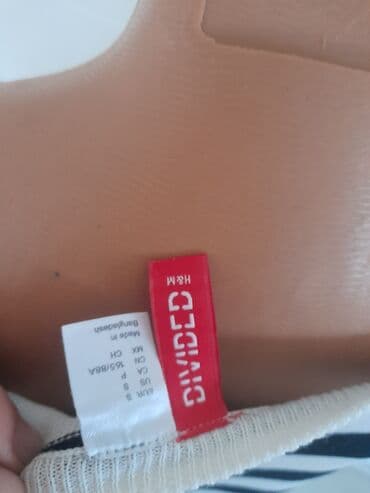 DIVIDED
H&M
EUR S
US S
CA P
CN 165/88A
MX CH
Made in
Bangladesh